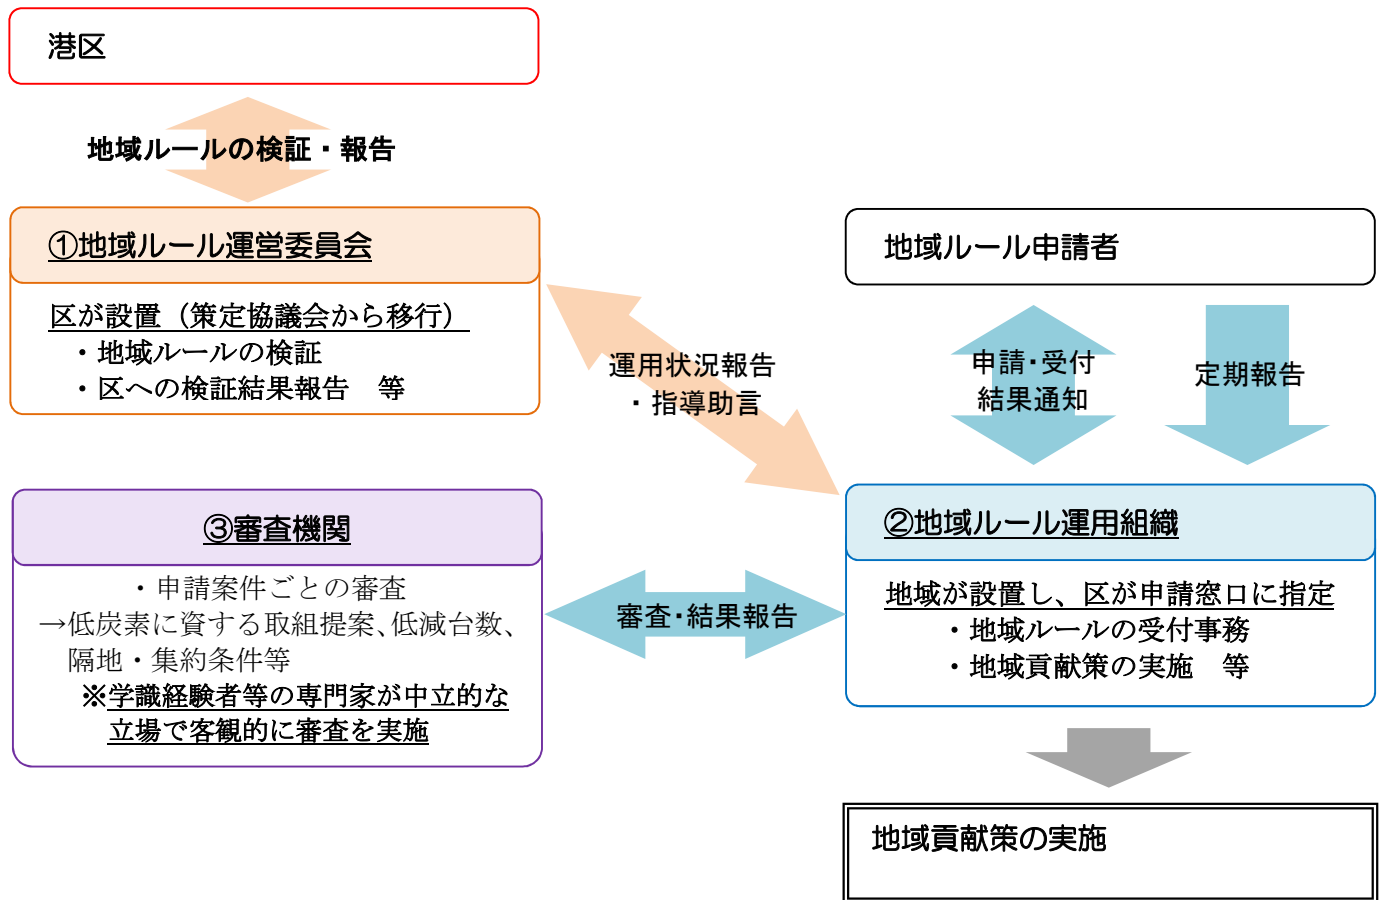 港区
地域ルールの検証・報告
①地域ルール運営委員会
区が設置（策定協議会から移行）
・地域ルールの検証
・区への検証結果報告　等
地域ルール申請者
運用状況報告
・指導助言
申請・受付
結果通知
定期報告
③審査機関
・申請案件ごとの審査
→低炭素に資する取組提案、低減台数、
隔地・集約条件等
※学識経験者等の専門家が中立的な
立場で客観的に審査を実施
審査・結果報告
②地域ルール運用組織
地域が設置し、区が申請窓口に指定
・地域ルールの受付事務
・地域貢献策の実施　等
地域貢献策の実施